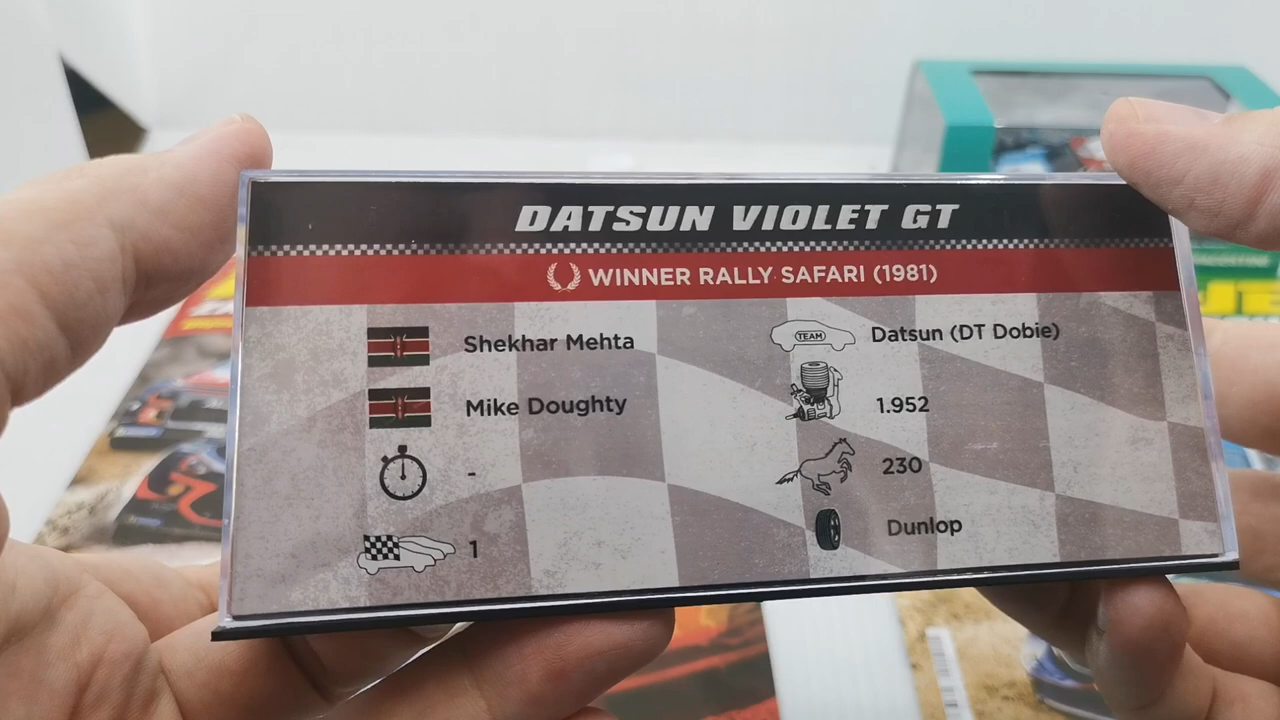 DATSUN VIOLET GT
WINNER RALLY SAFARI (1981)
Shekhar Mehta
Mike Doughty
-
1
TEAM
Datsun (DT Dobie)
1.952
230
Dunlop